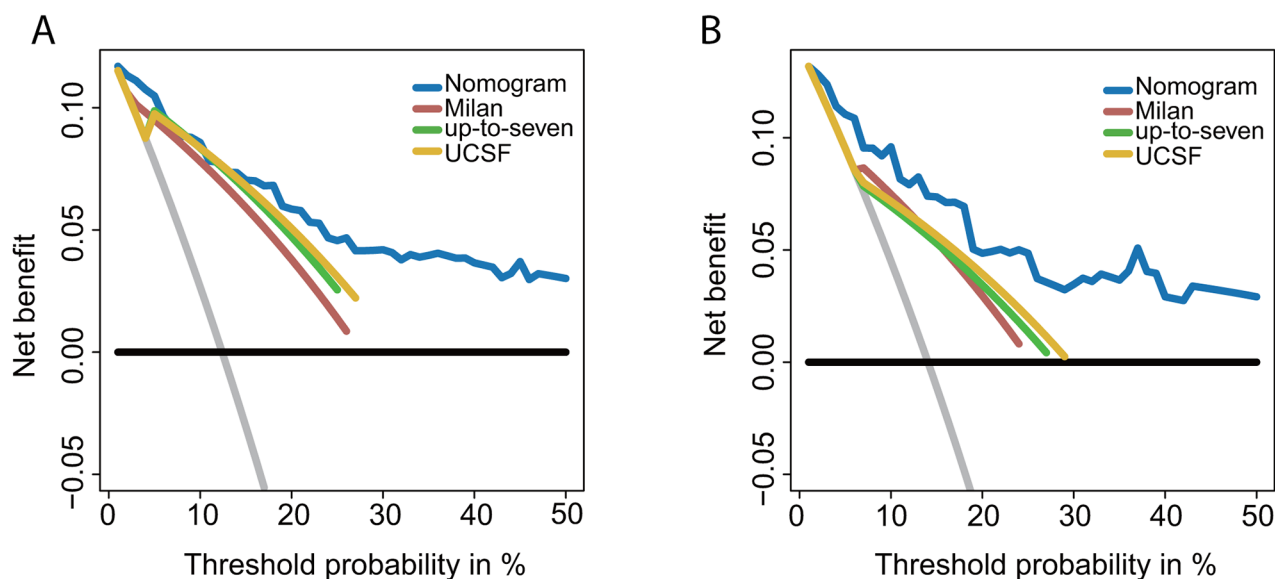 A
Net benefit
0.10
0.05
0.00
−0.05
Nomogram
Milan
up-to-seven
UCSF
0 10 20 30 40 50
Threshold probability in %
B
Net benefit
0.10
0.05
0.00
−0.05
Nomogram
Milan
up-to-seven
UCSF
0 10 20 30 40 50
Threshold probability in %